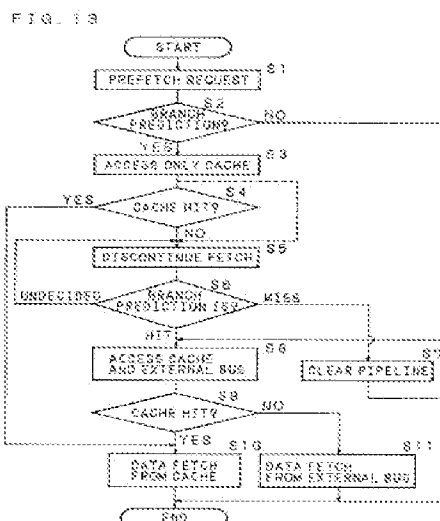 FIG. 19
START
PREFETCH REQUEST
S1
BRANCH
PREDICTION?
S2
NO
YES
ACCESS ONLY CACHE
S3
CACHE HIT?
S4
YES
NO
DISCONTINUE FETCH
S5
BRANCH
PREDICTION IS?
S6
UNDECIDED
MISS
HIT
ACCESS CACHE
AND EXTERNAL BUS
S8
CLEAR PIPELINE
S7
CACHE HIT?
S9
NO
YES
DATA FETCH
FROM CACHE
S10
DATA FETCH
FROM EXTERNAL BUS
S11
END